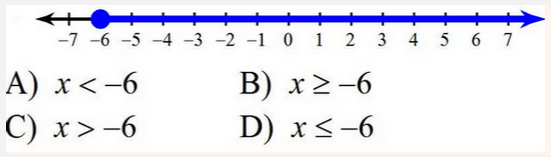 −7 −6 −5 −4 −3 −2 −1 0 1 2 3 4 5 6 7
A) x < −6 B) x ≥ −6
C) x > −6 D) x ≤ −6